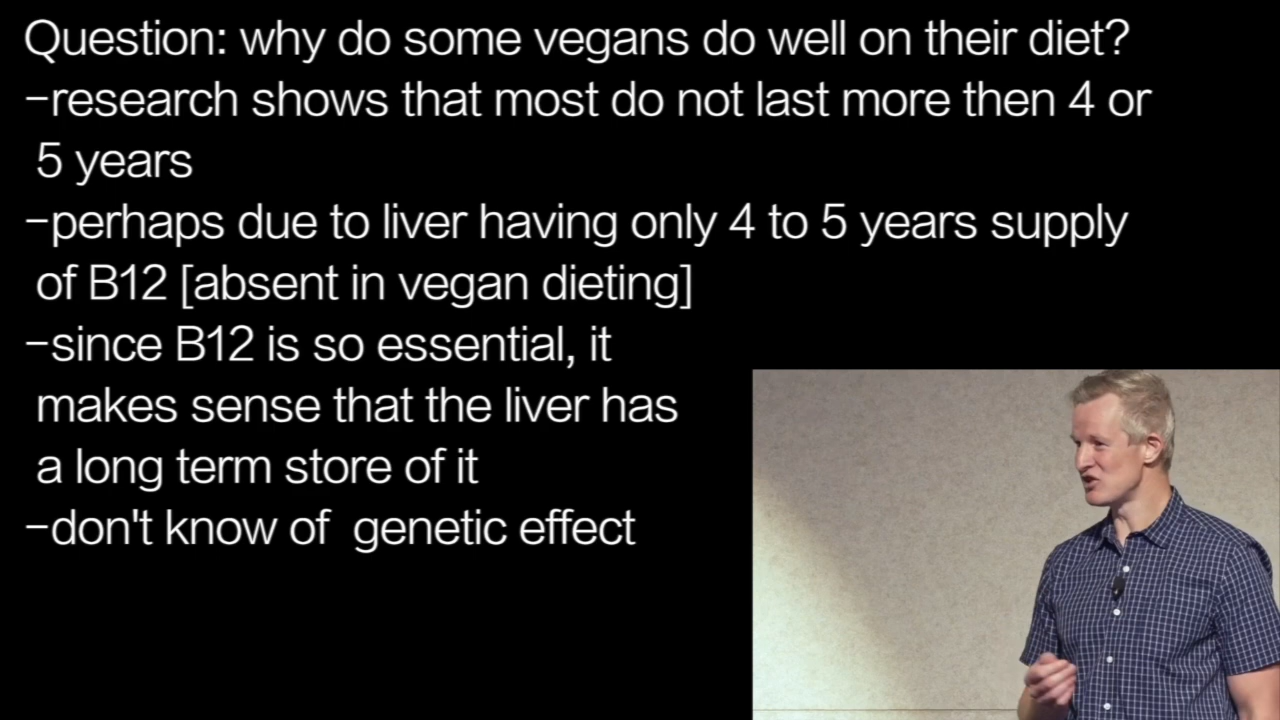 Question: why do some vegans do well on their diet?
−research shows that most do not last more then 4 or
5 years
−perhaps due to liver having only 4 to 5 years supply
of B12 [absent in vegan dieting]
−since B12 is so essential, it
makes sense that the liver has
a long term store of it
−don't know of  genetic effect